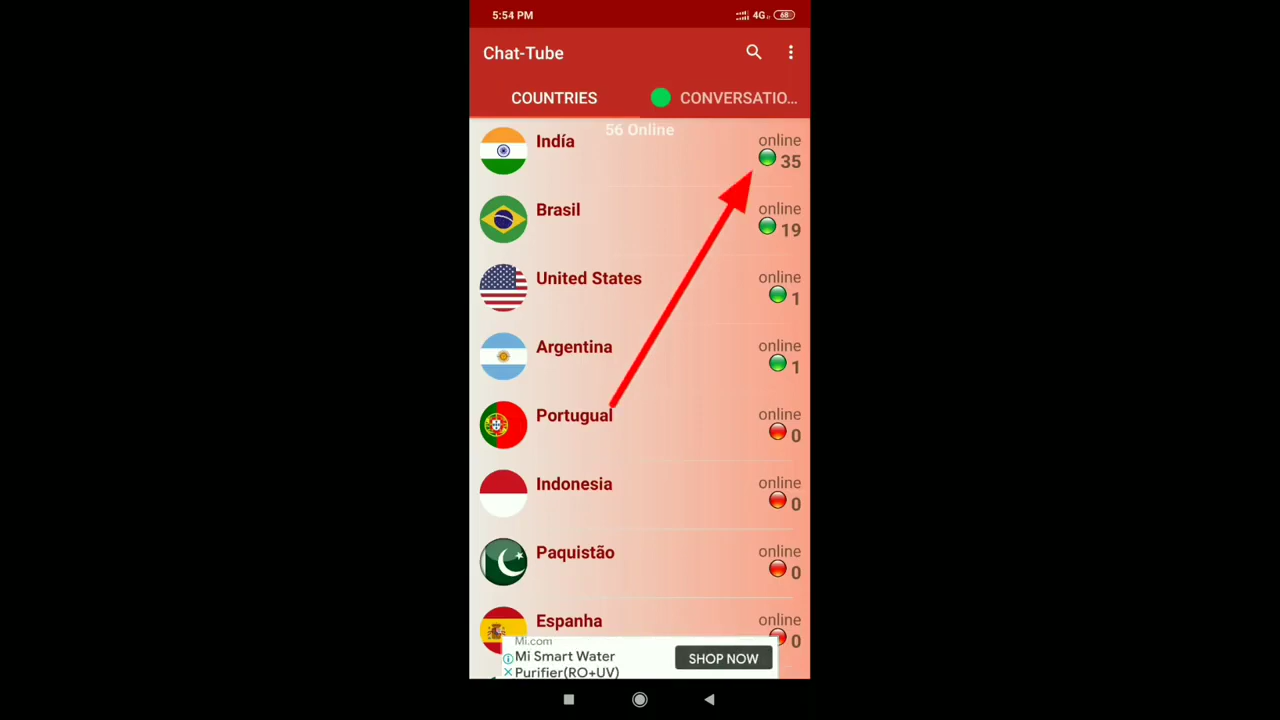 5:54 PM
4G
68
Chat-Tube
COUNTRIES
CONVERSATIO...
56 Online
Indía
online
35
Brasil
online
19
United States
online
1
Argentina
online
1
Portugual
online
0
Indonesia
online
0
Paquistão
online
0
Espanha
online
0
Mi.com
Mi Smart Water
Purifier(RO+UV)
SHOP NOW